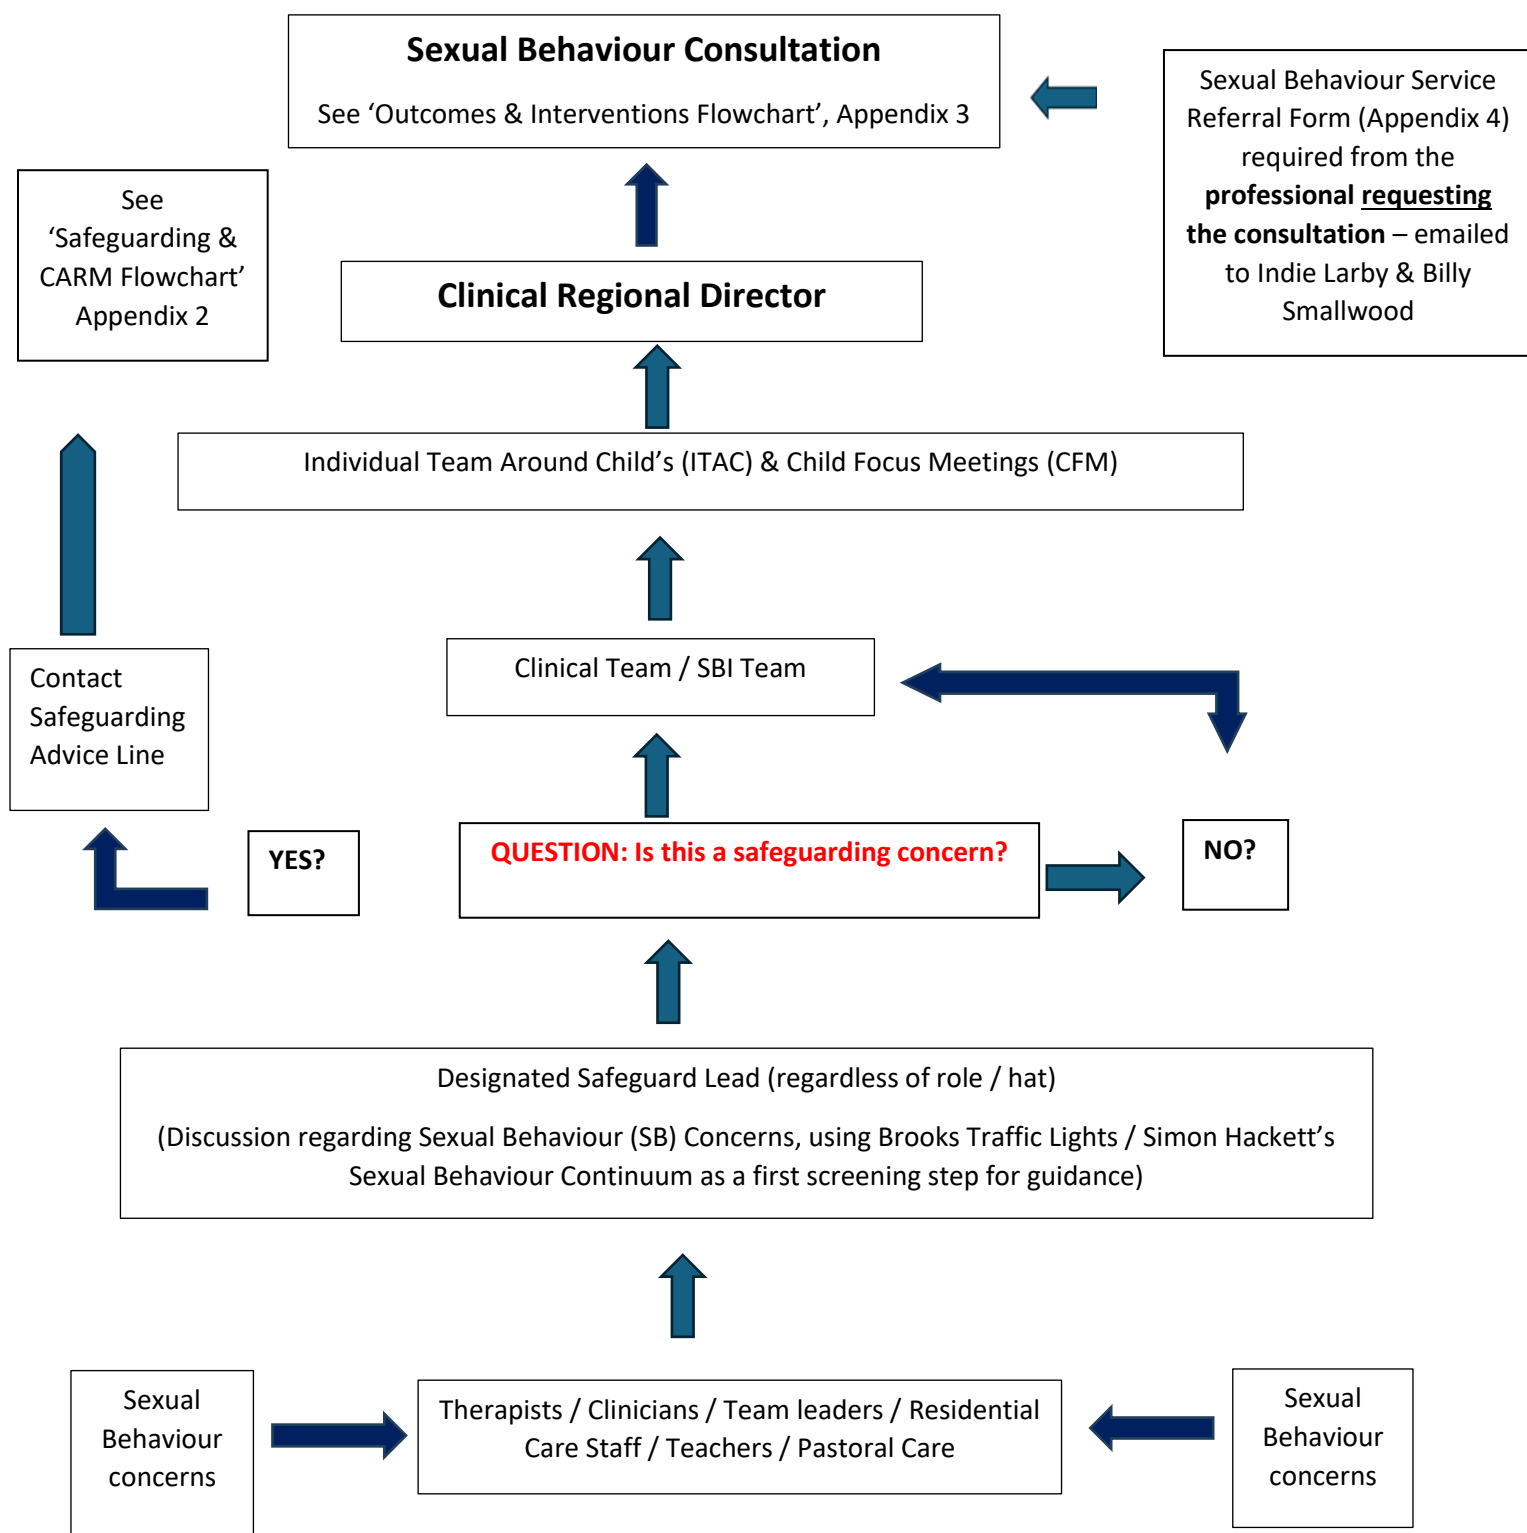 Sexual Behaviour Consultation
See ‘Outcomes & Interventions Flowchart’, Appendix 3
Sexual Behaviour Service
Referral Form (Appendix 4)
required from the
professional requesting
the consultation – emailed
to Indie Larby & Billy
Smallwood
See
‘Safeguarding &
CARM Flowchart’
Appendix 2
Clinical Regional Director
Individual Team Around Child’s (ITAC) & Child Focus Meetings (CFM)
Clinical Team / SBI Team
Contact
Safeguarding
Advice Line
YES?
QUESTION: Is this a safeguarding concern?
NO?
Designated Safeguard Lead (regardless of role / hat)
(Discussion regarding Sexual Behaviour (SB) Concerns, using Brooks Traffic Lights / Simon Hackett’s
Sexual Behaviour Continuum as a first screening step for guidance)
Sexual
Behaviour
concerns
Therapists / Clinicians / Team leaders / Residential
Care Staff / Teachers / Pastoral Care
Sexual
Behaviour
concerns